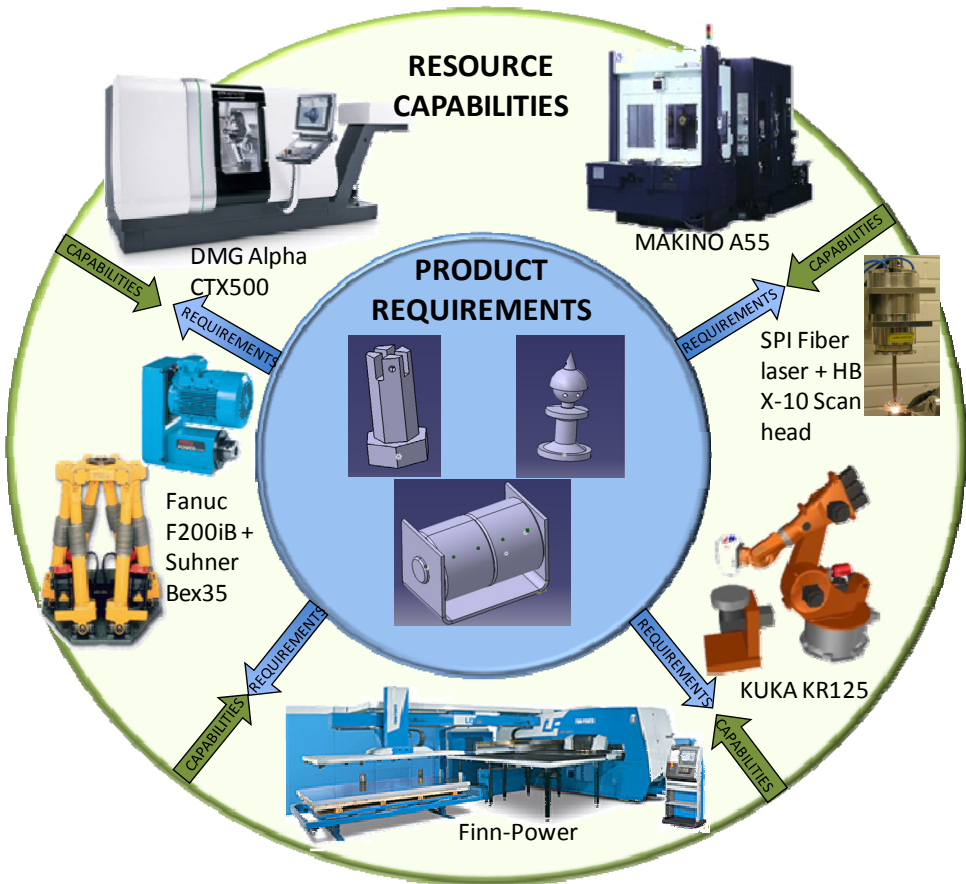 RESOURCE
CAPABILITIES
DMG Alpha
CTX500
MAKINO A55
CAPABILITIES
REQUIREMENTS
CAPABILITIES
REQUIREMENTS
PRODUCT
REQUIREMENTS
SPI Fiber
laser + HB
X-10 Scan
head
Fanuc
F200iB +
Suhner
Bex35
KUKA KR125
REQUIREMENTS
CAPABILITIES
REQUIREMENTS
CAPABILITIES
Finn-Power